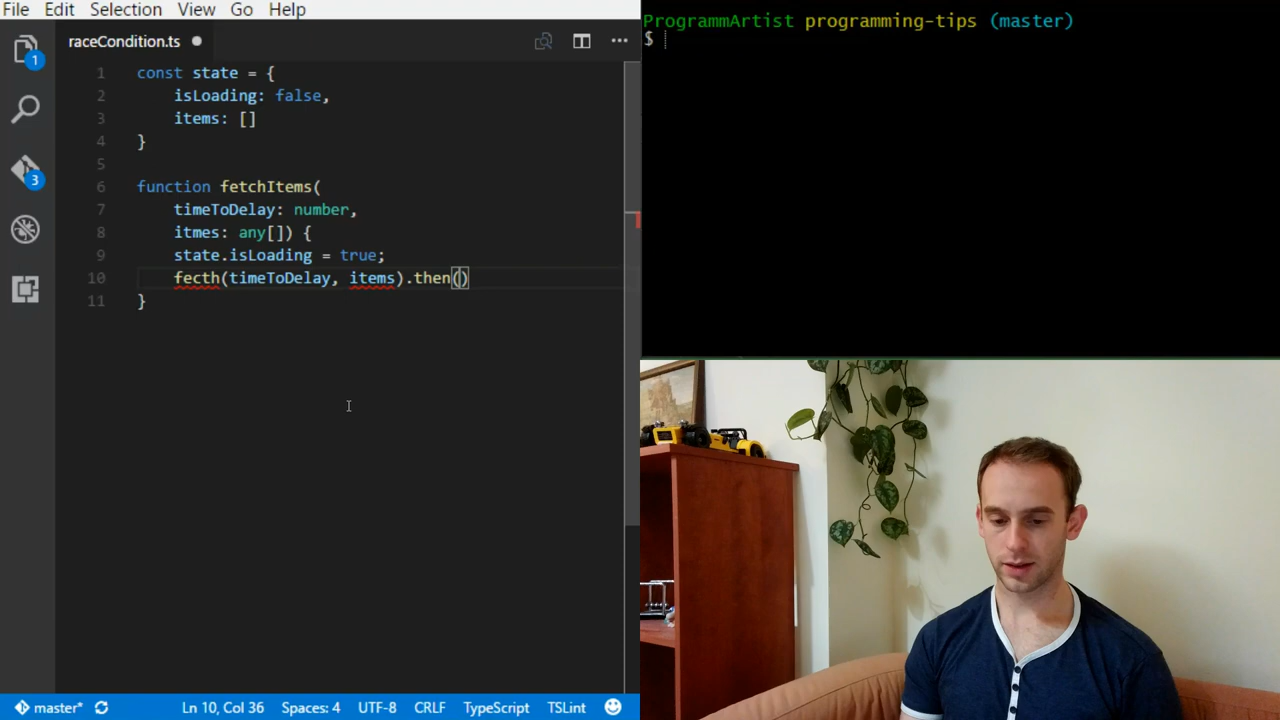 File Edit Selection View Go Help
raceCondition.ts
1 const state = {
2 isLoading: false,
3 items: []
4 }
5
6 function fetchItems(
7 timeToDelay: number,
8 itmes: any[]) {
9 state.isLoading = true;
10 fecth(timeToDelay, items).then()
11 }
1
3
master* Ln 10, Col 36 Spaces: 4 UTF-8 CRLF TypeScript TSLint
ProgrammArtist programming-tips (master)
$